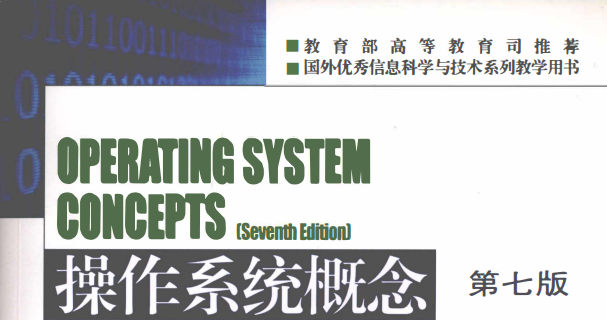 ■ 教育部高等教育司推荐
■ 国外优秀信息科学与技术系列教学用书
OPERATING SYSTEM
CONCEPTS (Seventh Edition)
操作系统概念 第七版